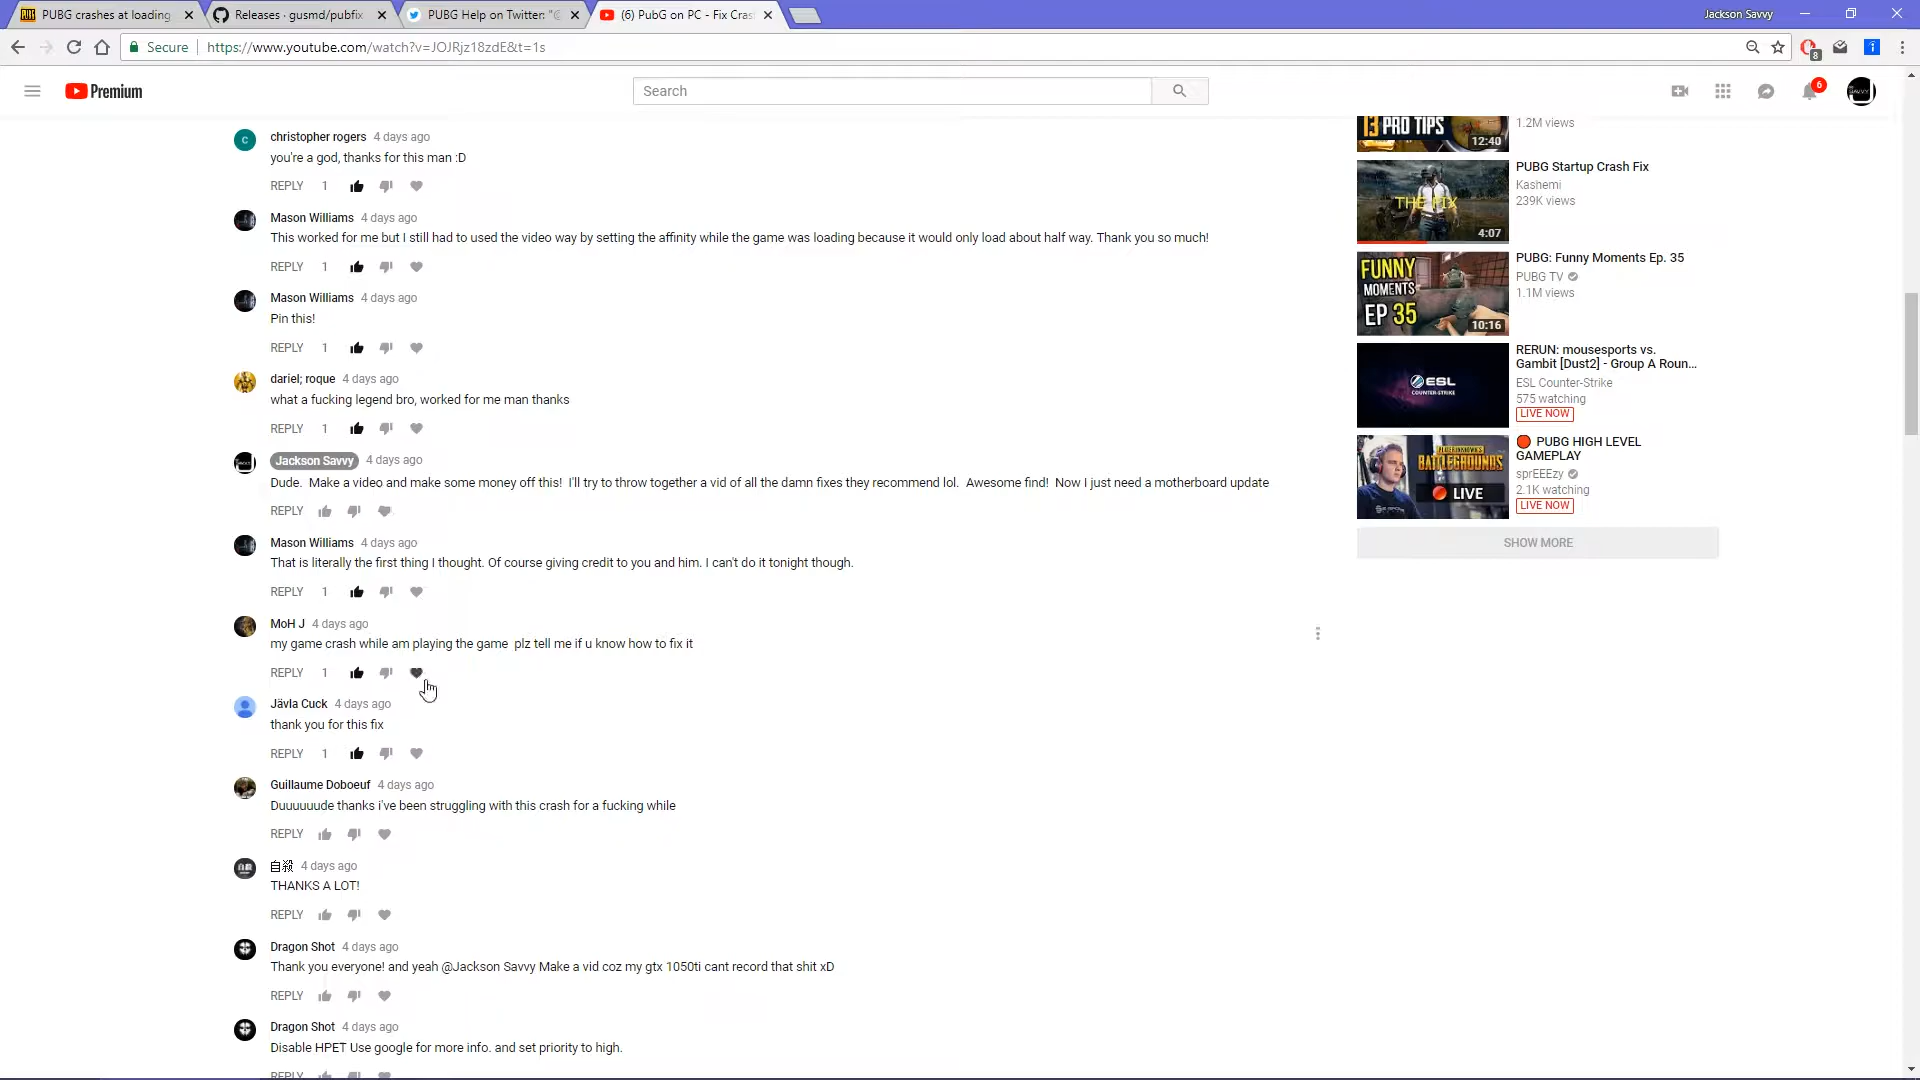 PUBG crashes at loading
Releases · gusmd/pubfix
PUBG Help on Twitter: "@
(6) PubG on PC - Fix Cras
Jackson Savvy
Secure
https://www.youtube.com/watch?v=JOJRjz18zdE&t=1s
8
Premium
Search
6
christopher rogers 4 days ago
you're a god, thanks for this man :D
REPLY 1
Mason Williams 4 days ago
This worked for me but I still had to used the video way by setting the affinity while the game was loading because it would only load about half way. Thank you so much!
REPLY 1
Mason Williams 4 days ago
Pin this!
REPLY 1
dariel; roque 4 days ago
what a fucking legend bro, worked for me man thanks
REPLY 1
Jackson Savvy 4 days ago
Dude. Make a video and make some money off this! I'll try to throw together a vid of all the damn fixes they recommend lol. Awesome find! Now I just need a motherboard update
REPLY
Mason Williams 4 days ago
That is literally the first thing I thought. Of course giving credit to you and him. I can't do it tonight though.
REPLY 1
MoH J 4 days ago
my game crash while am playing the game plz tell me if u know how to fix it
REPLY 1
Jävla Cuck 4 days ago
thank you for this fix
REPLY 1
Guillaume Doboeuf 4 days ago
Duuuuuude thanks i've been struggling with this crash for a fucking while
REPLY
自殺 4 days ago
THANKS A LOT!
REPLY
Dragon Shot 4 days ago
Thank you everyone! and yeah @Jackson Savvy Make a vid coz my gtx 1050ti cant record that shit xD
REPLY
Dragon Shot 4 days ago
Disable HPET Use google for more info. and set priority to high.
REPLY
13 PRO TIPS
12:40
1.2M views
THE FIX
4:07
PUBG Startup Crash Fix
Kashemi
239K views
FUNNY
MOMENTS
EP 35
10:16
PUBG: Funny Moments Ep. 35
PUBG TV
1.1M views
ESL
COUNTER-STRIKE
RERUN: mousesports vs.
Gambit [Dust2] - Group A Roun...
ESL Counter-Strike
575 watching
LIVE NOW
BATTLEGROUNDS
LIVE
PUBG HIGH LEVEL
GAMEPLAY
sprEEEzy
2.1K watching
LIVE NOW
SHOW MORE